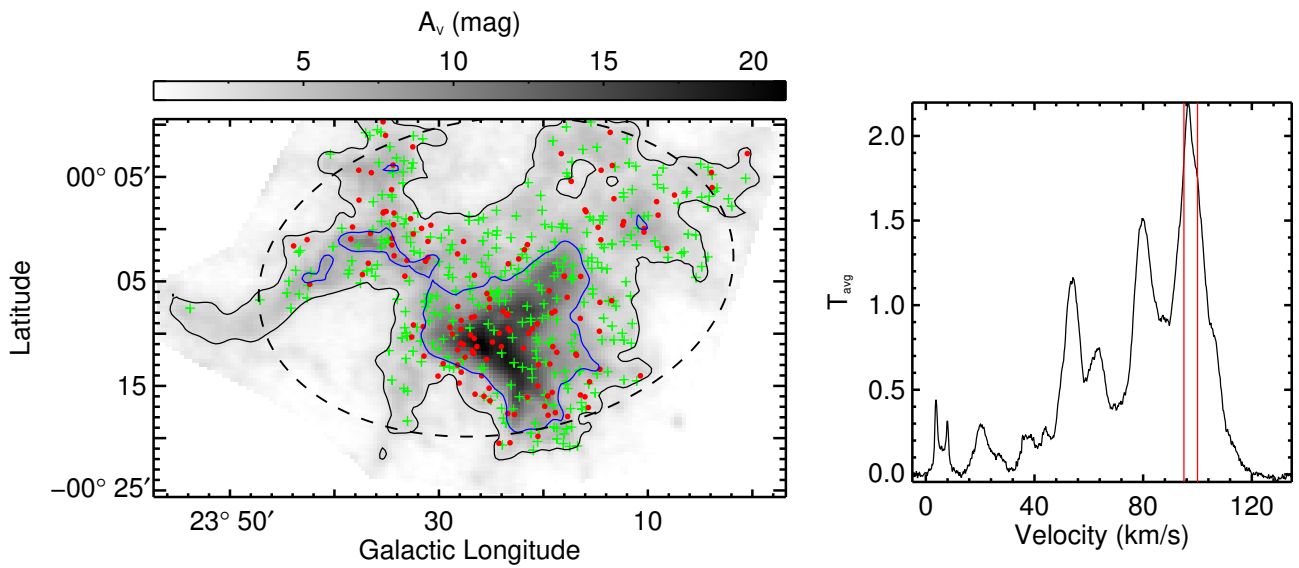 A_v (mag)
5 10 15 20
00° 05′
05
15
−00° 25′
Latitude
23° 50′ 30 10
Galactic Longitude
2.0
1.5
1.0
0.5
0.0
T_avg
0 40 80 120
Velocity (km/s)